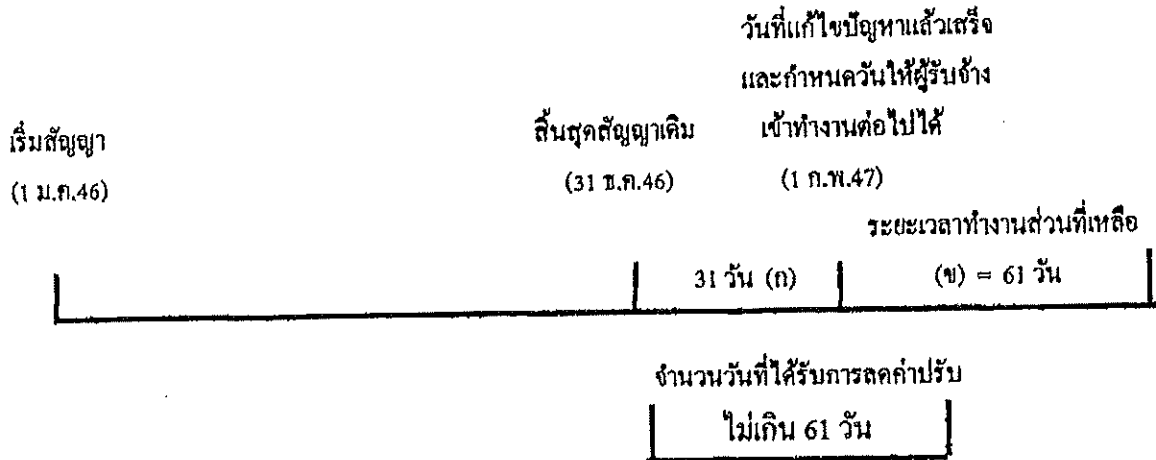 วันที่แก้ไขปัญหาแล้วเสร็จ
และกำหนดวันให้ผู้รับจ้าง
เริ่มสัญญา
สิ้นสุดสัญญาเดิม
เข้าทำงานต่อไปได้
(1 ม.ค.46)
(31 ธ.ค.46)
(1 ก.พ.47)
ระยะเวลาทำงานส่วนที่เหลือ
31 วัน (ก)
(ข) = 61 วัน
จำนวนวันที่ได้รับการลดค่าปรับ
ไม่เกิน 61 วัน